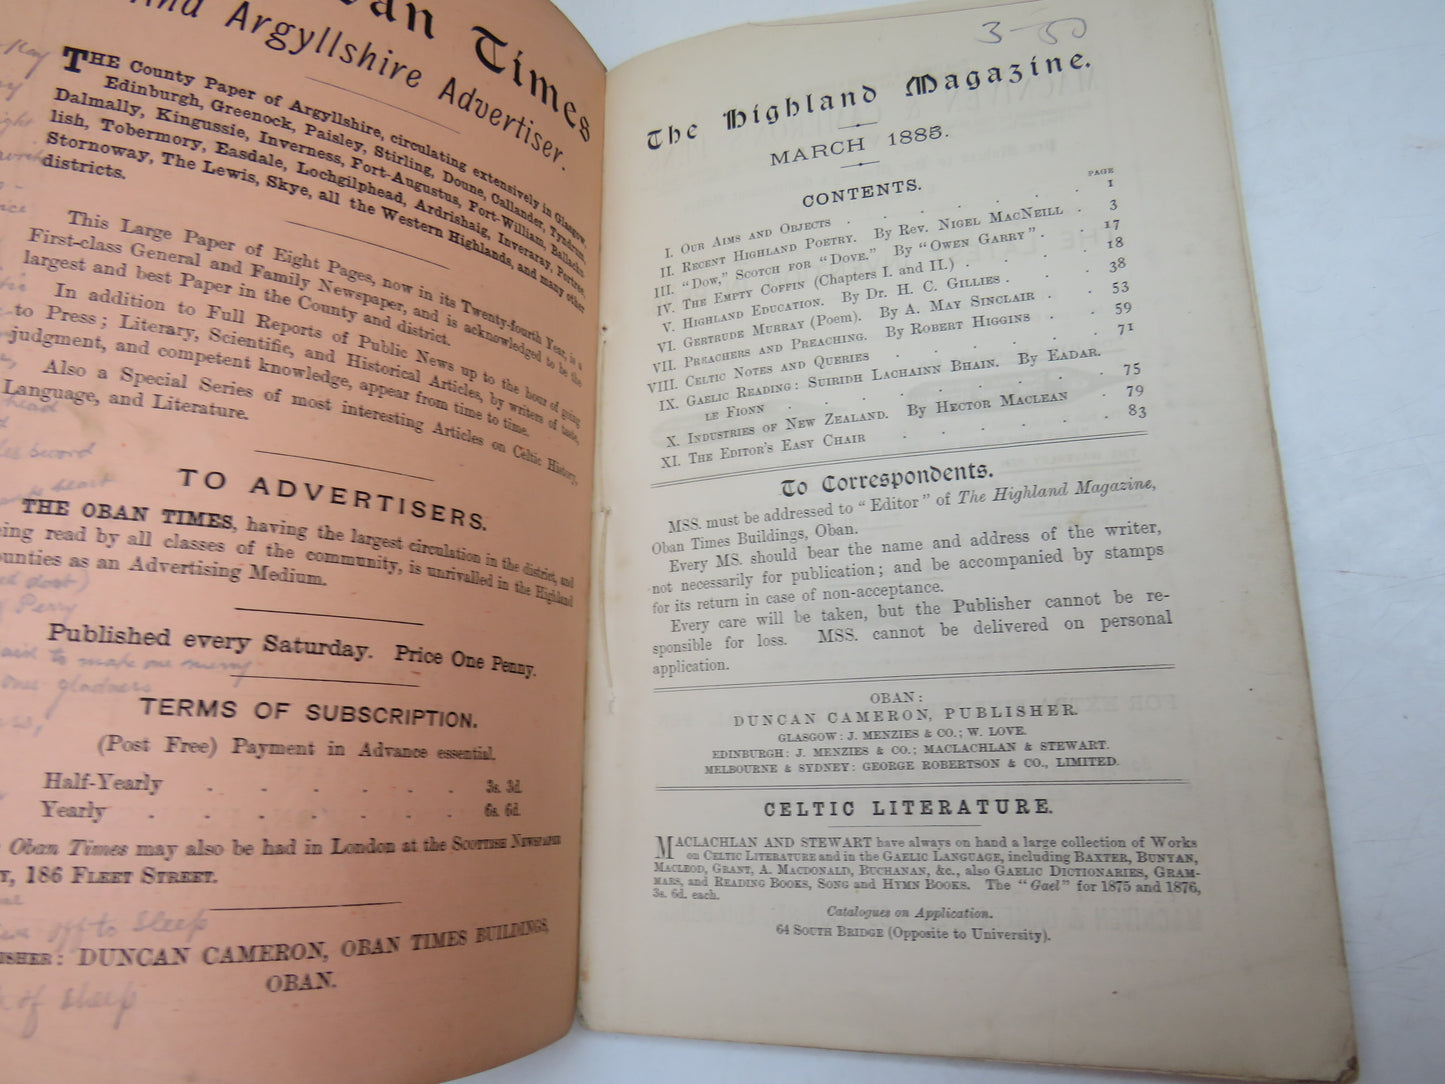 Times
And Argyllshire Advertiser.
THE County Paper of Argyllshire, circulating extensively in Glasgow,
Edinburgh, Greenock, Paisley, Stirling, Doune, Callander, Tyndrum,
Dalmally, Kingussie, Inverness, Fort-Augustus, Fort-William, Ballachu-
lish, Tobermory, Easdale, Lochgilphead, Ardrishaig, Inveraray, Portree,
Stornoway, The Lewis, Skye, all the Western Highlands, and many other
districts.
This Large Paper of Eight Pages, now in its Twenty-fourth Year, is a
First-class General and Family Newspaper, and is acknowledged to be the
largest and best Paper in the County and district.
In addition to Full Reports of Public News up to the hour of going
to Press; Literary, Scientific, and Historical Articles, by writers of taste,
judgment, and competent knowledge, appear from time to time.
Also a Special Series of most interesting Articles on Celtic History,
Language, and Literature.
TO ADVERTISERS.
THE OBAN TIMES, having the largest circulation in the district, and
being read by all classes of the community, is unrivalled in the Highland
Counties as an Advertising Medium.
Perry
Published every Saturday. Price One Penny.
to make me merry
gladness
TERMS OF SUBSCRIPTION.
(Post Free) Payment in Advance essential.
Half-Yearly . . . . . . 3s. 3d.
Yearly . . . . . . . 6s. 6d.
Oban Times may also be had in London at the SCOTTISH NEWSPAPER
186 FLEET STREET.
off to sleep
DUNCAN CAMERON, OBAN TIMES BUILDINGS,
OBAN.
of sleep
3-50
The Highland Magazine.
MARCH 1885.
CONTENTS.
PAGE
I. OUR AIMS AND OBJECTS . . . . . . . 1
II. RECENT HIGHLAND POETRY. By REV. NIGEL MACNEILL . 3
III. "DOW," SCOTCH FOR "DOVE." By "OWEN GARRY" . . 17
IV. THE EMPTY COFFIN (Chapters I. and II.) . . . . 18
V. HIGHLAND EDUCATION. By DR. H. C. GILLIES . . . 38
VI. GERTRUDE MURRAY (Poem). By A. MAY SINCLAIR . . 53
VII. PREACHERS AND PREACHING. By ROBERT HIGGINS . . 59
VIII. CELTIC NOTES AND QUERIES . . . . . . 71
IX. GAELIC READING: SUIRIDH LACHAINN BHAIN. By EADAR.
LE FIONN . . . . . . . . . 75
X. INDUSTRIES OF NEW ZEALAND. By HECTOR MACLEAN . 79
XI. THE EDITOR'S EASY CHAIR . . . . . . 83
To Correspondents.
MSS. must be addressed to "Editor" of The Highland Magazine,
Oban Times Buildings, Oban.
Every MS. should bear the name and address of the writer,
not necessarily for publication; and be accompanied by stamps
for its return in case of non-acceptance.
Every care will be taken, but the Publisher cannot be re-
sponsible for loss. MSS. cannot be delivered on personal
application.
OBAN:
DUNCAN CAMERON, PUBLISHER.
GLASGOW: J. MENZIES & CO.; W. LOVE.
EDINBURGH: J. MENZIES & CO.; MACLACHLAN & STEWART.
MELBOURNE & SYDNEY: GEORGE ROBERTSON & CO., LIMITED.
CELTIC LITERATURE.
MACLACHLAN AND STEWART have always on hand a large collection of Works
on CELTIC LITERATURE and in the GAELIC LANGUAGE, including BAXTER, BUNYAN,
MACLEOD, GRANT, A. MACDONALD, BUCHANAN, &c., also GAELIC DICTIONARIES, GRAM-
MARS, and READING BOOKS, SONG and HYMN BOOKS. The "Gael" for 1875 and 1876,
3s. 6d. each.
Catalogues on Application.
64 SOUTH BRIDGE (Opposite to University).